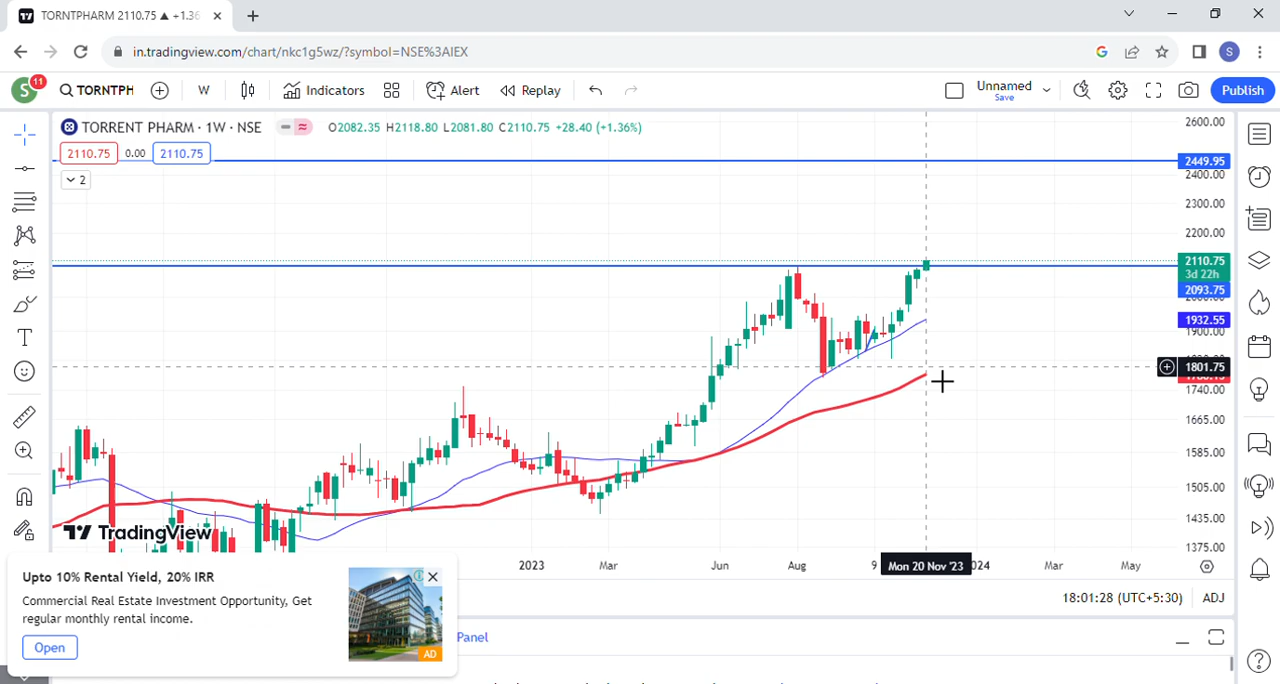 TORNTPHARM 2110.75 ▲ +1.36
in.tradingview.com/chart/nkc1g5wz/?symbol=NSE%3AIEX
S
S 11 TORNTPH W Indicators Alert Replay Unnamed Save Publish
TORRENT PHARM · 1W · NSE O2082.35 H2118.80 L2081.80 C2110.75 +28.40 (+1.36%)
2110.75 0.00 2110.75
2
2600.00
2449.95
2400.00
2300.00
2200.00
2110.75
3d 22h
2093.75
1932.55
1900.00
1801.75
1740.00
1665.00
1585.00
1505.00
1435.00
1375.00
TradingView
2023 Mar Jun Aug 9 Mon 20 Nov '23 024 Mar May
18:01:28 (UTC+5:30) ADJ
Upto 10% Rental Yield, 20% IRR
Commercial Real Estate Investment Opportunity, Get
regular monthly rental income.
Open
AD
Panel